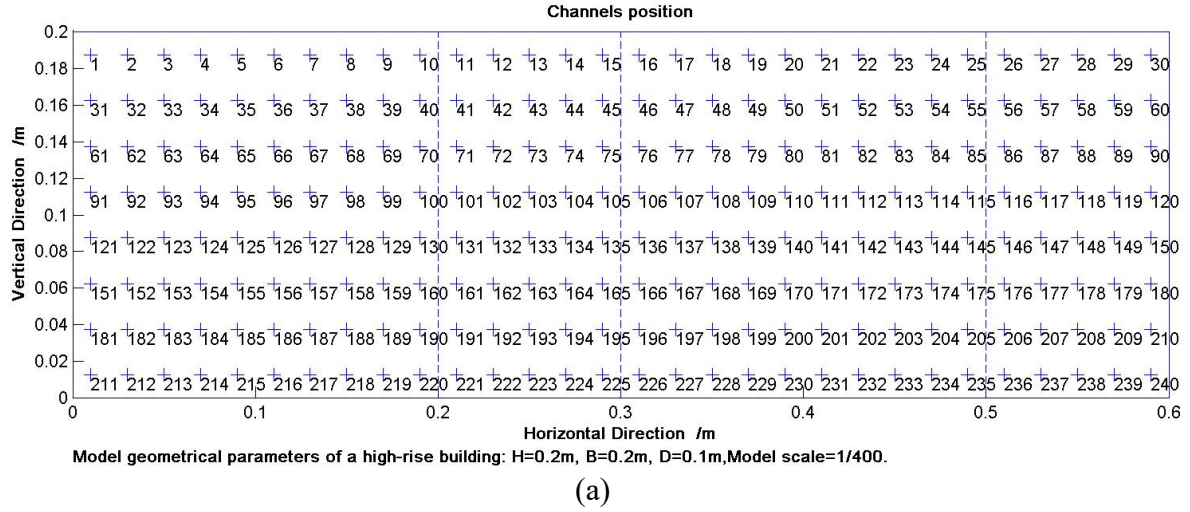 Channels position
0.2
1 2 3 4 5 6 7 8 9 10 11 12 13 14 15 16 17 18 19 20 21 22 23 24 25 26 27 28 29 30
0.18
31 32 33 34 35 36 37 38 39 40 41 42 43 44 45 46 47 48 49 50 51 52 53 54 55 56 57 58 59 60
0.16
61 62 63 64 65 66 67 68 69 70 71 72 73 74 75 76 77 78 79 80 81 82 83 84 85 86 87 88 89 90
0.14
0.12
91 92 93 94 95 96 97 98 99 100 101 102 103 104 105 106 107 108 109 110 111 112 113 114 115 116 117 118 119 120
0.1
121 122 123 124 125 126 127 128 129 130 131 132 133 134 135 136 137 138 139 140 141 142 143 144 145 146 147 148 149 150
0.08
151 152 153 154 155 156 157 158 159 160 161 162 163 164 165 166 167 168 169 170 171 172 173 174 175 176 177 178 179 180
0.06
0.04
181 182 183 184 185 186 187 188 189 190 191 192 193 194 195 196 197 198 199 200 201 202 203 204 205 206 207 208 209 210
0.02
211 212 213 214 215 216 217 218 219 220 221 222 223 224 225 226 227 228 229 230 231 232 233 234 235 236 237 238 239 240
0
Vertical Direction /m
0 0.1 0.2 0.3 0.4 0.5 0.6
Horizontal Direction /m
Model geometrical parameters of a high-rise building: H=0.2m, B=0.2m, D=0.1m,Model scale=1/400.
(a)